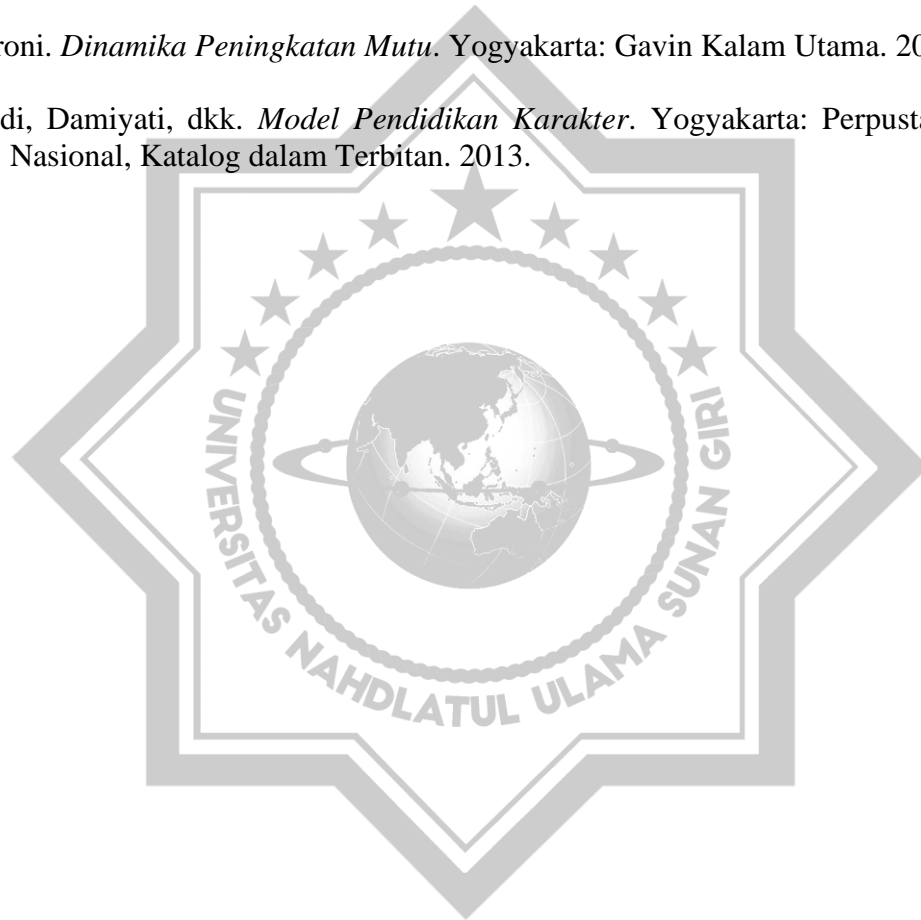 roni. Dinamika Peningkatan Mutu. Yogyakarta: Gavin Kalam Utama. 20
di, Damiyati, dkk. Model Pendidikan Karakter. Yogyakarta: Perpusta
Nasional, Katalog dalam Terbitan. 2013.
UNIVERSITAS NAHDLATUL ULAMA SUNAN GIRI